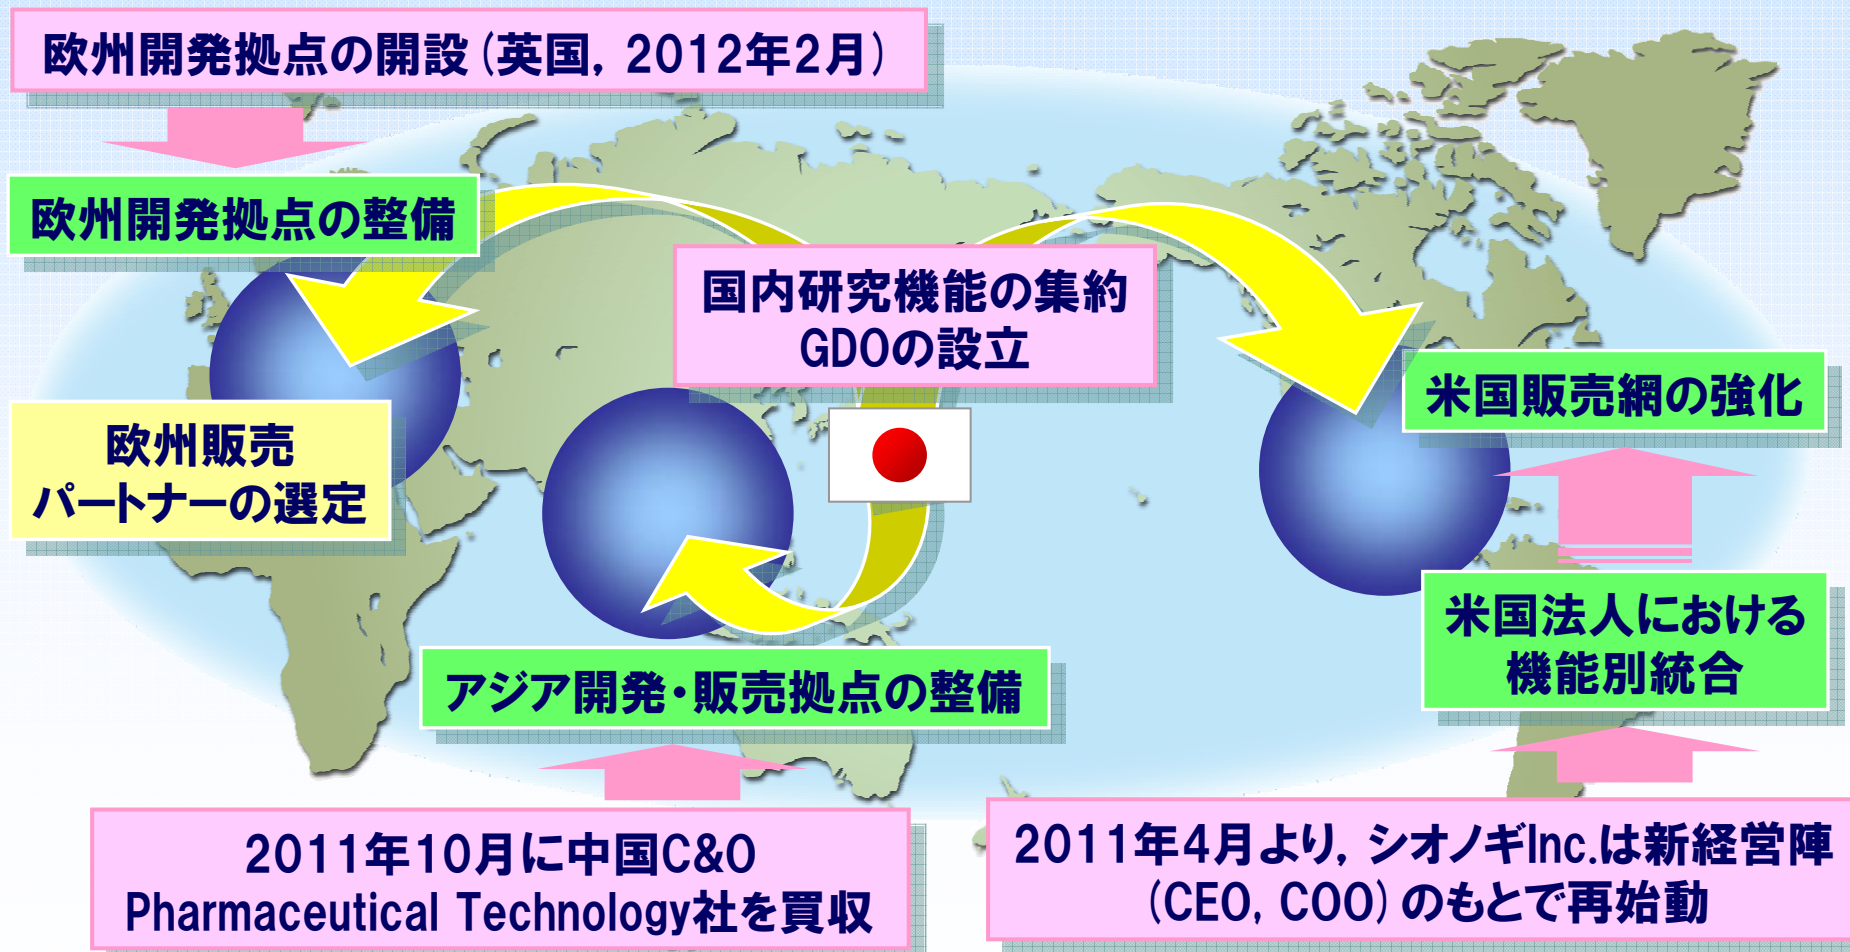 欧州開発拠点の開設(英国, 2012年2月)
欧州開発拠点の整備
国内研究機能の集約
GDOの設立
米国販売網の強化
欧州販売
パートナーの選定
米国法人における
機能別統合
アジア開発・販売拠点の整備
2011年10月に中国C&O
Pharmaceutical Technology社を買収
2011年4月より, シオノギInc.は新経営陣
(CEO, COO)のもとで再始動